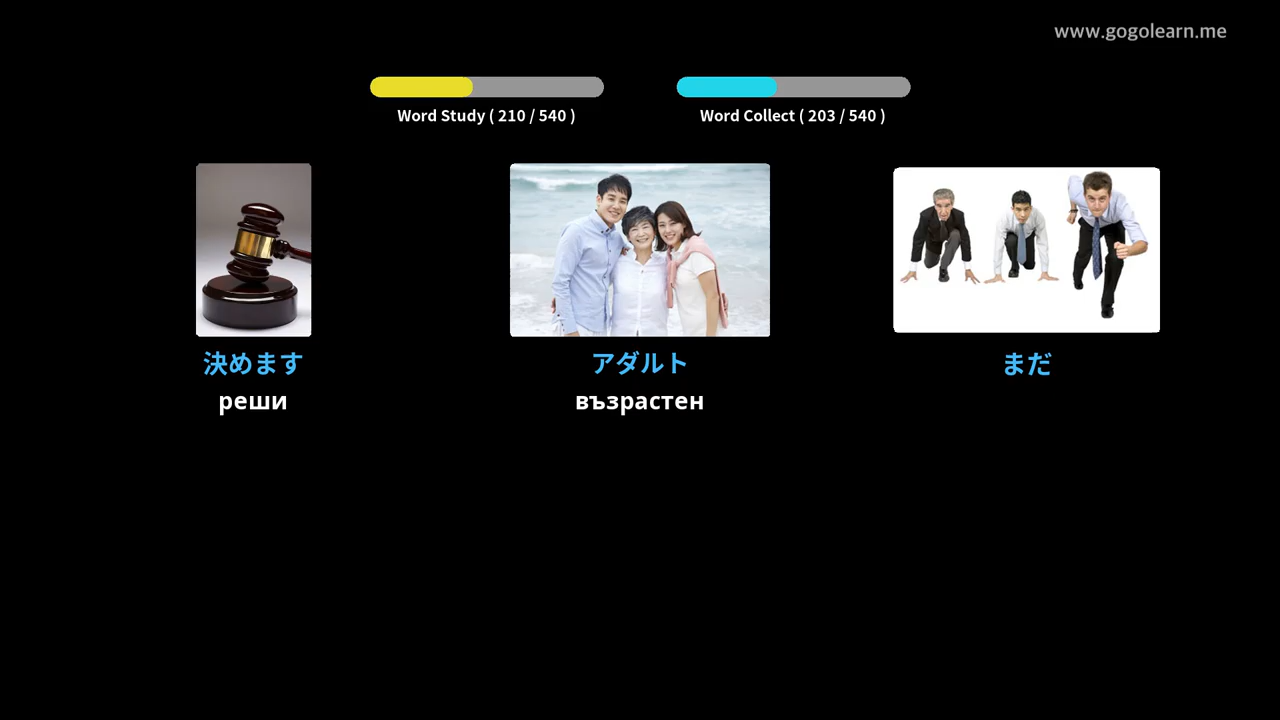 www.gogolearn.me
Word Study ( 210 / 540 )
Word Collect ( 203 / 540 )
決めます
アダルト
まだ
реши
възрастен